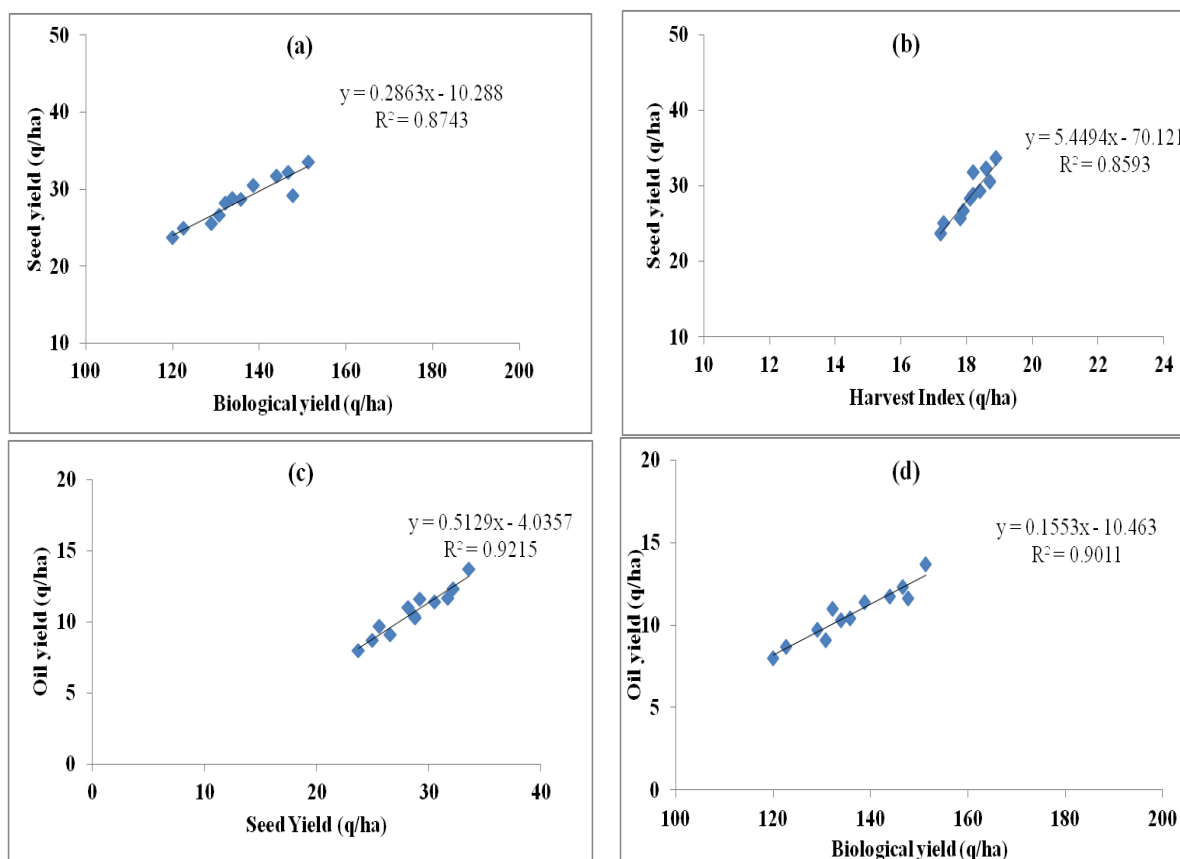 (a)
y = 0.2863x - 10.288
R² = 0.8743
50
40
30
20
10
100 120 140 160 180 200
Seed yield (q/ha)
Biological yield (q/ha)
(b)
y = 5.4494x - 70.121
R² = 0.8593
50
40
30
20
10
10 12 14 16 18 20 22 24
Seed yield (q/ha)
Harvest Index (q/ha)
(c)
y = 0.5129x - 4.0357
R² = 0.9215
20
15
10
5
0
0 10 20 30 40
Oil yield (q/ha)
Seed Yield (q/ha)
(d)
y = 0.1553x - 10.463
R² = 0.9011
20
15
10
5
0
100 120 140 160 180 200
Oil yield (q/ha)
Biological yield (q/ha)